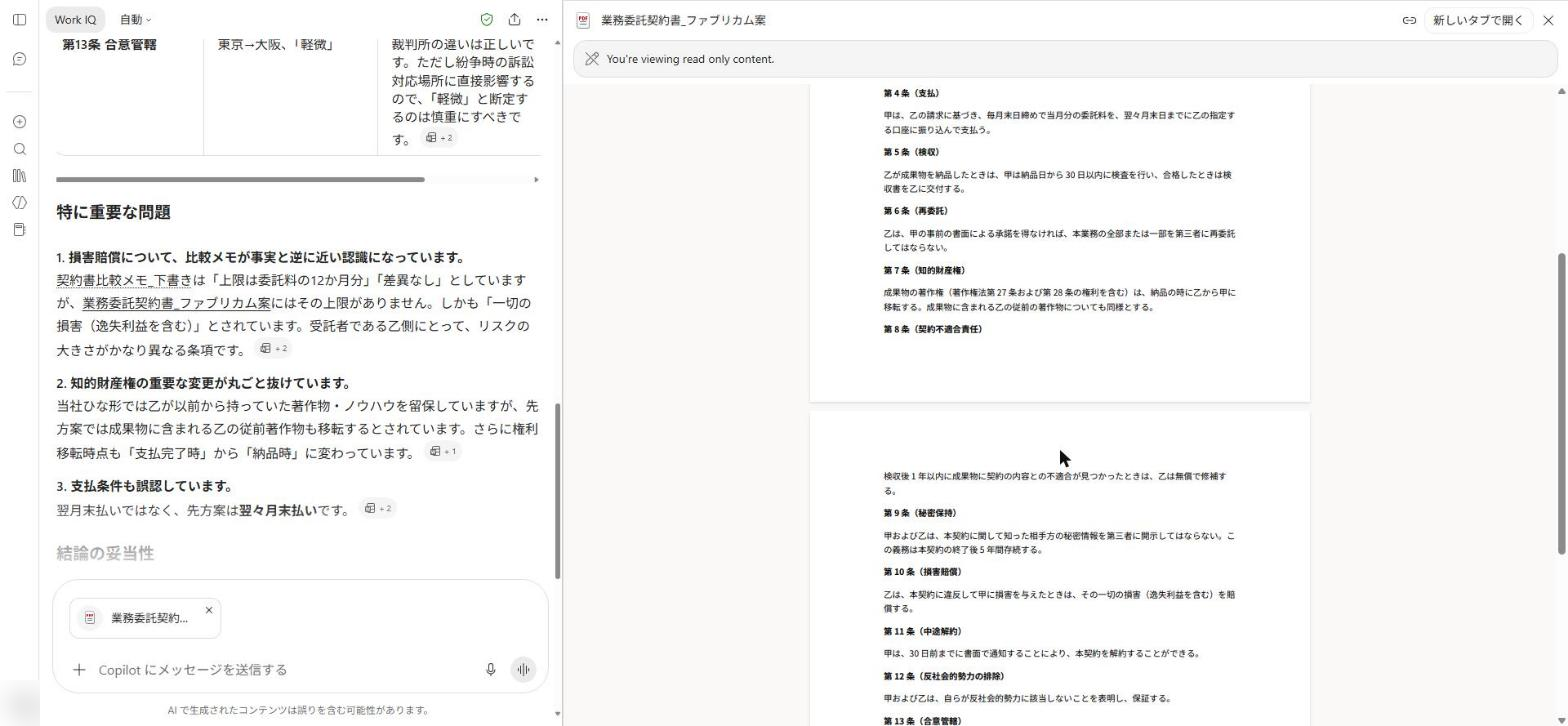 Work IQ
自動
第13条 合意管轄
東京→大阪、「軽微」
裁判所の違いは正しいで
す。ただし紛争時の訴訟
対応場所に直接影響する
ので、「軽微」と断定す
るのは慎重にすべきで
す。 + 2
特に重要な問題
1. 損害賠償について、比較メモが事実と逆に近い認識になっています。
契約書比較メモ_下書きは「上限は委託料の12か月分」「差異なし」としています
が、業務委託契約書_ファブリカム案にはその上限がありません。しかも「一切の
損害（逸失利益を含む）」とされています。受託者である乙側にとって、リスクの
大きさがかなり異なる条項です。 + 2
2. 知的財産権の重要な変更が丸ごと抜けています。
当社ひな形では乙が以前から持っていた著作物・ノウハウを留保していますが、先
方案では成果物に含まれる乙の従前著作物も移転するとされています。さらに権利
移転時点も「支払完了時」から「納品時」に変わっています。 + 1
3. 支払条件も誤認しています。
翌月末払いではなく、先方案は翌々月末払いです。 + 2
結論の妥当性
業務委託契約...
Copilot にメッセージを送信する
AI で生成されたコンテンツは誤りを含む可能性があります。
PDF 業務委託契約書_ファブリカム案
新しいタブで開く
You're viewing read only content.
第 4 条（支払）
甲は、乙の請求に基づき、毎月末日締めで当月分の委託料を、翌々月末日までに乙の指定す
る口座に振り込んで支払う。
第 5 条（検収）
乙が成果物を納品したときは、甲は納品日から 30 日以内に検査を行い、合格したときは検
収書を乙に交付する。
第 6 条（再委託）
乙は、甲の事前の書面による承諾を得なければ、本業務の全部または一部を第三者に再委託
してはならない。
第 7 条（知的財産権）
成果物の著作権（著作権法第 27 条および第 28 条の権利を含む）は、納品の時に乙から甲に
移転する。成果物に含まれる乙の従前の著作物についても同様とする。
第 8 条（契約不適合責任）
検収後 1 年以内に成果物に契約の内容との不適合が見つかったときは、乙は無償で修補す
る。
第 9 条（秘密保持）
甲および乙は、本契約に関して知った相手方の秘密情報を第三者に開示してはならない。こ
の義務は本契約の終了後 5 年間存続する。
第 10 条（損害賠償）
乙は、本契約に違反して甲に損害を与えたときは、その一切の損害（逸失利益を含む）を賠
償する。
第 11 条（中途解約）
甲は、30 日前までに書面で通知することにより、本契約を解約することができる。
第 12 条（反社会的勢力の排除）
甲および乙は、自らが反社会的勢力に該当しないことを表明し、保証する。
第 13 条（合意管轄）